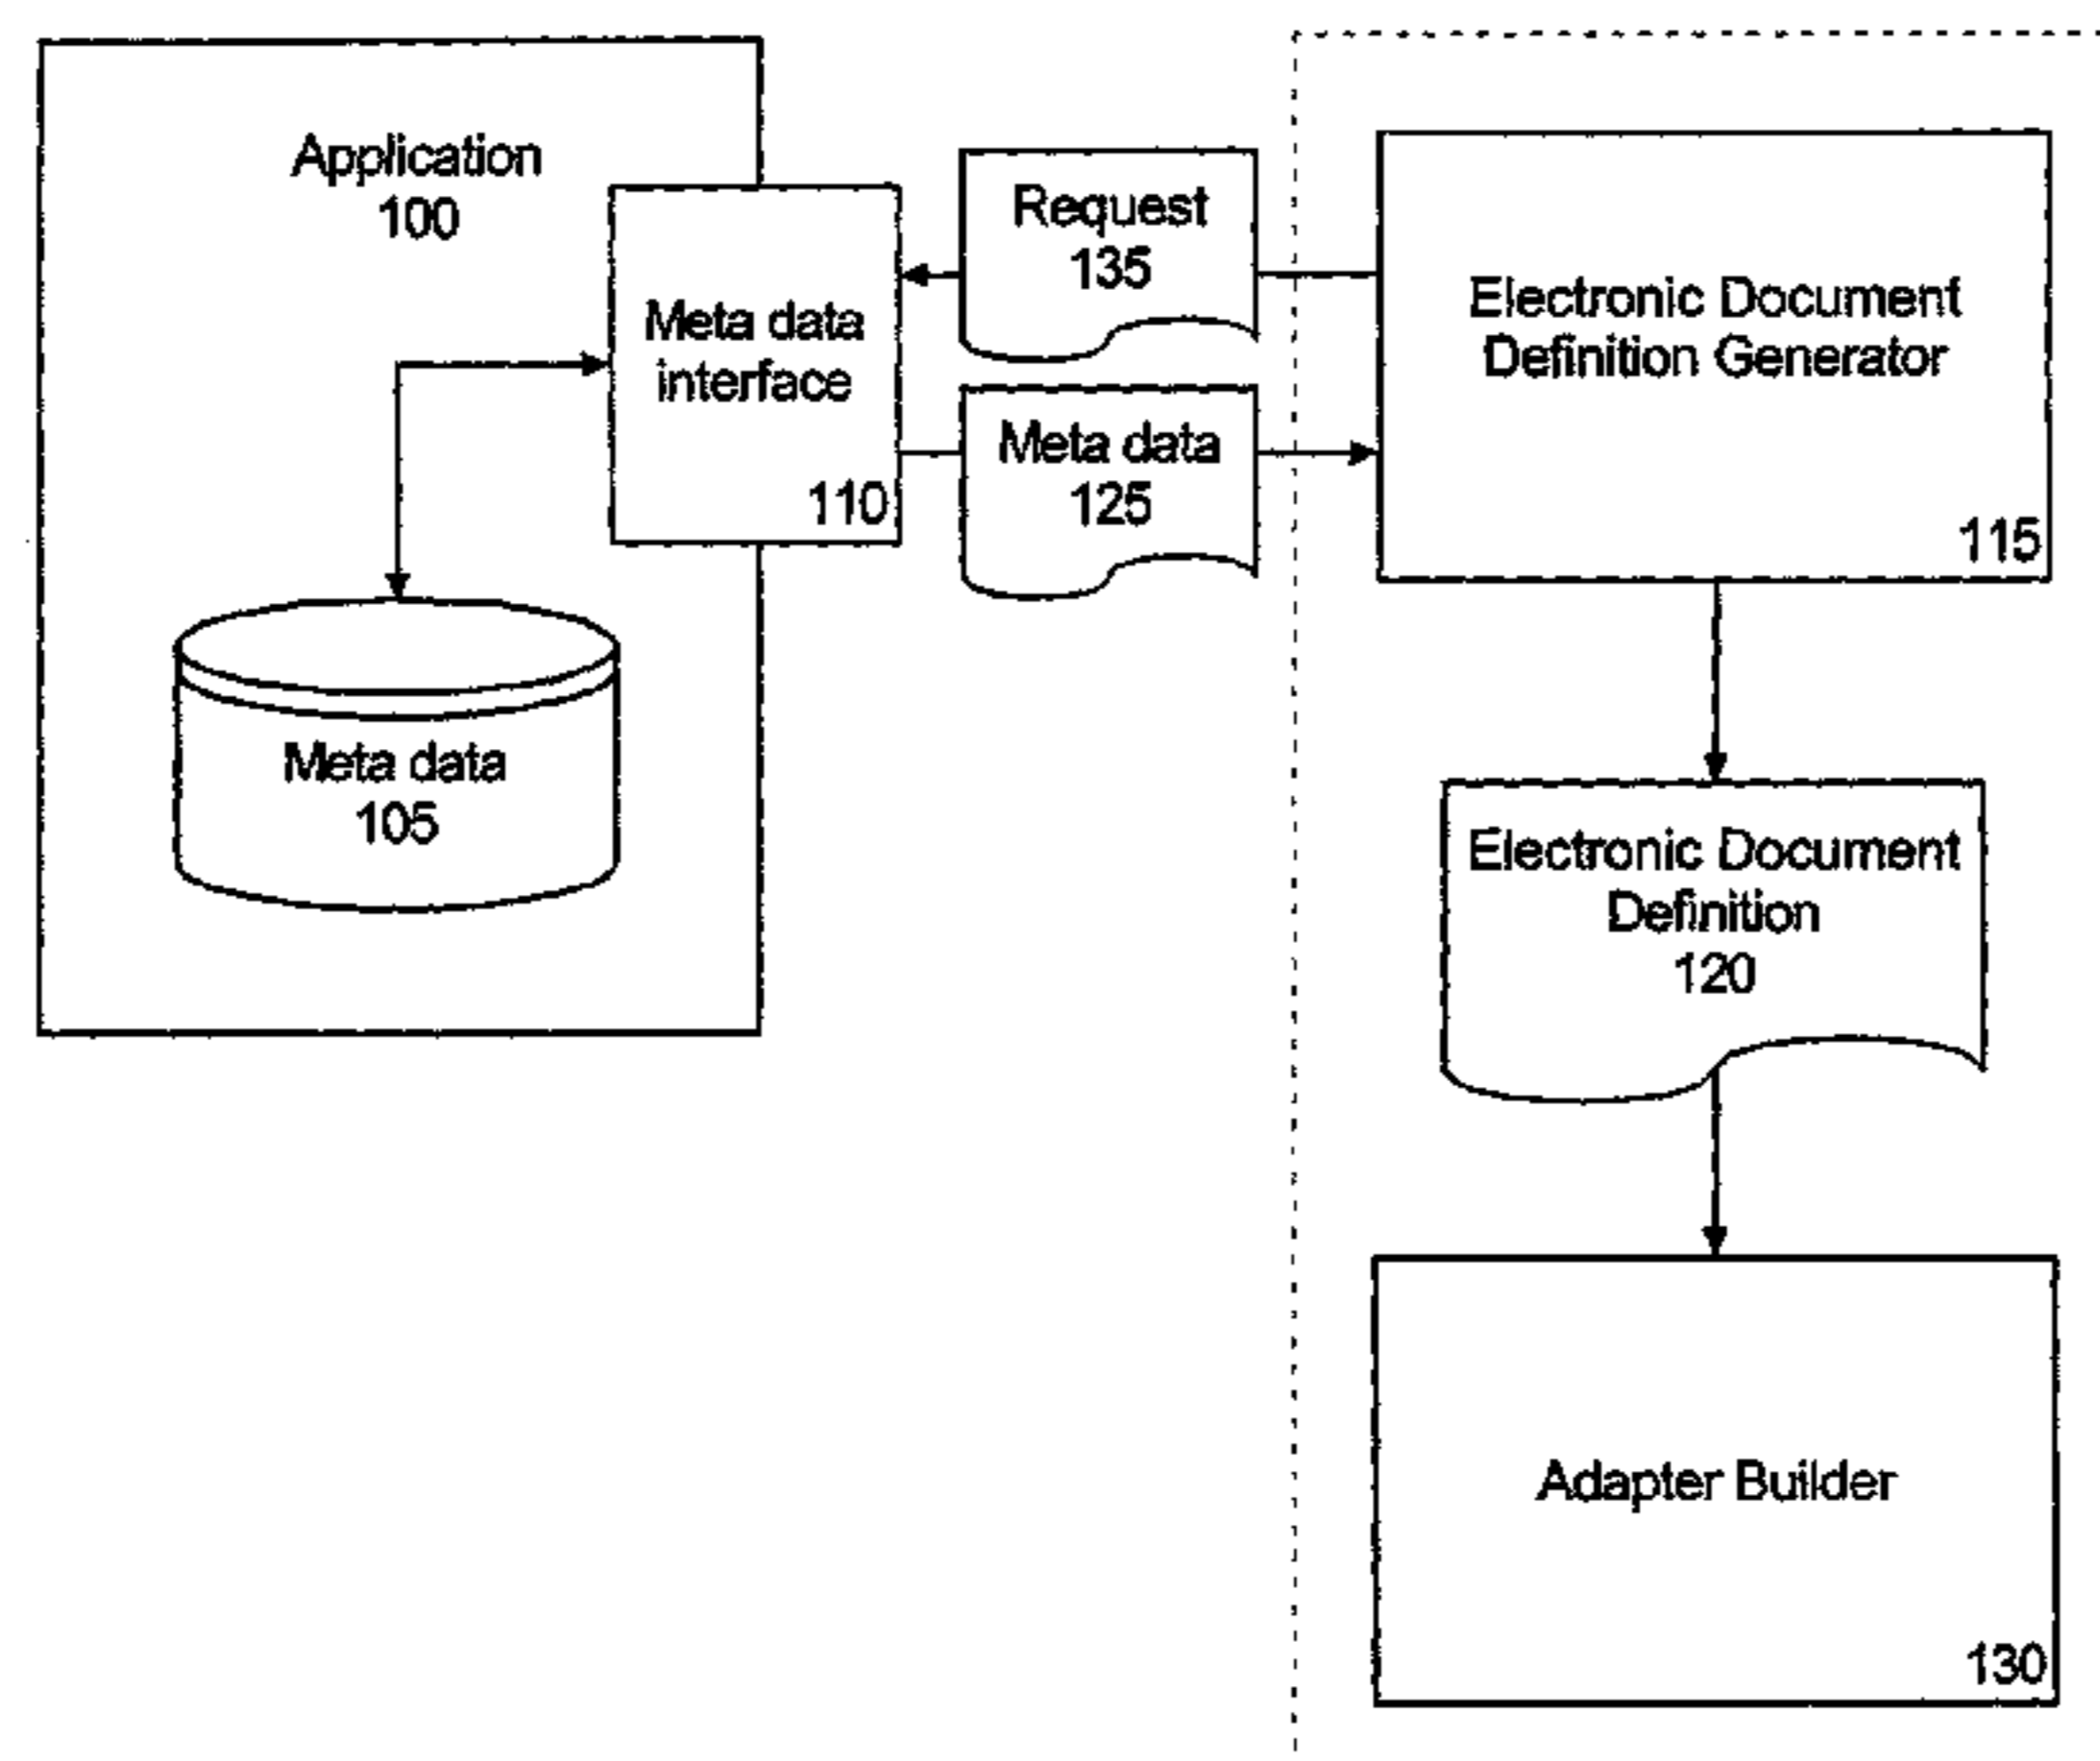 Application
100
Meta data
interface
110
Request
135
Meta data
125
Electronic Document
Definition Generator
115
Meta data
105
Electronic Document
Definition
120
Adapter Builder
130